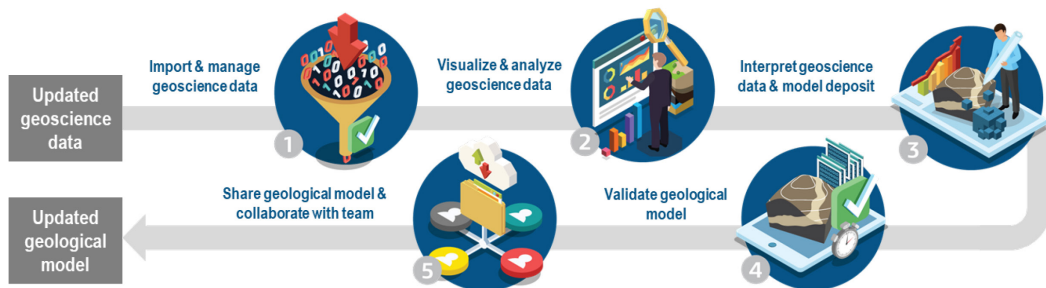 Import & manage
geoscience data
Visualize & analyze
geoscience data
Interpret geoscience
data & model deposit
Updated
geoscience
data
1
2
3
Share geological model &
collaborate with team
Validate geological
model
Updated
geological
model
5
4